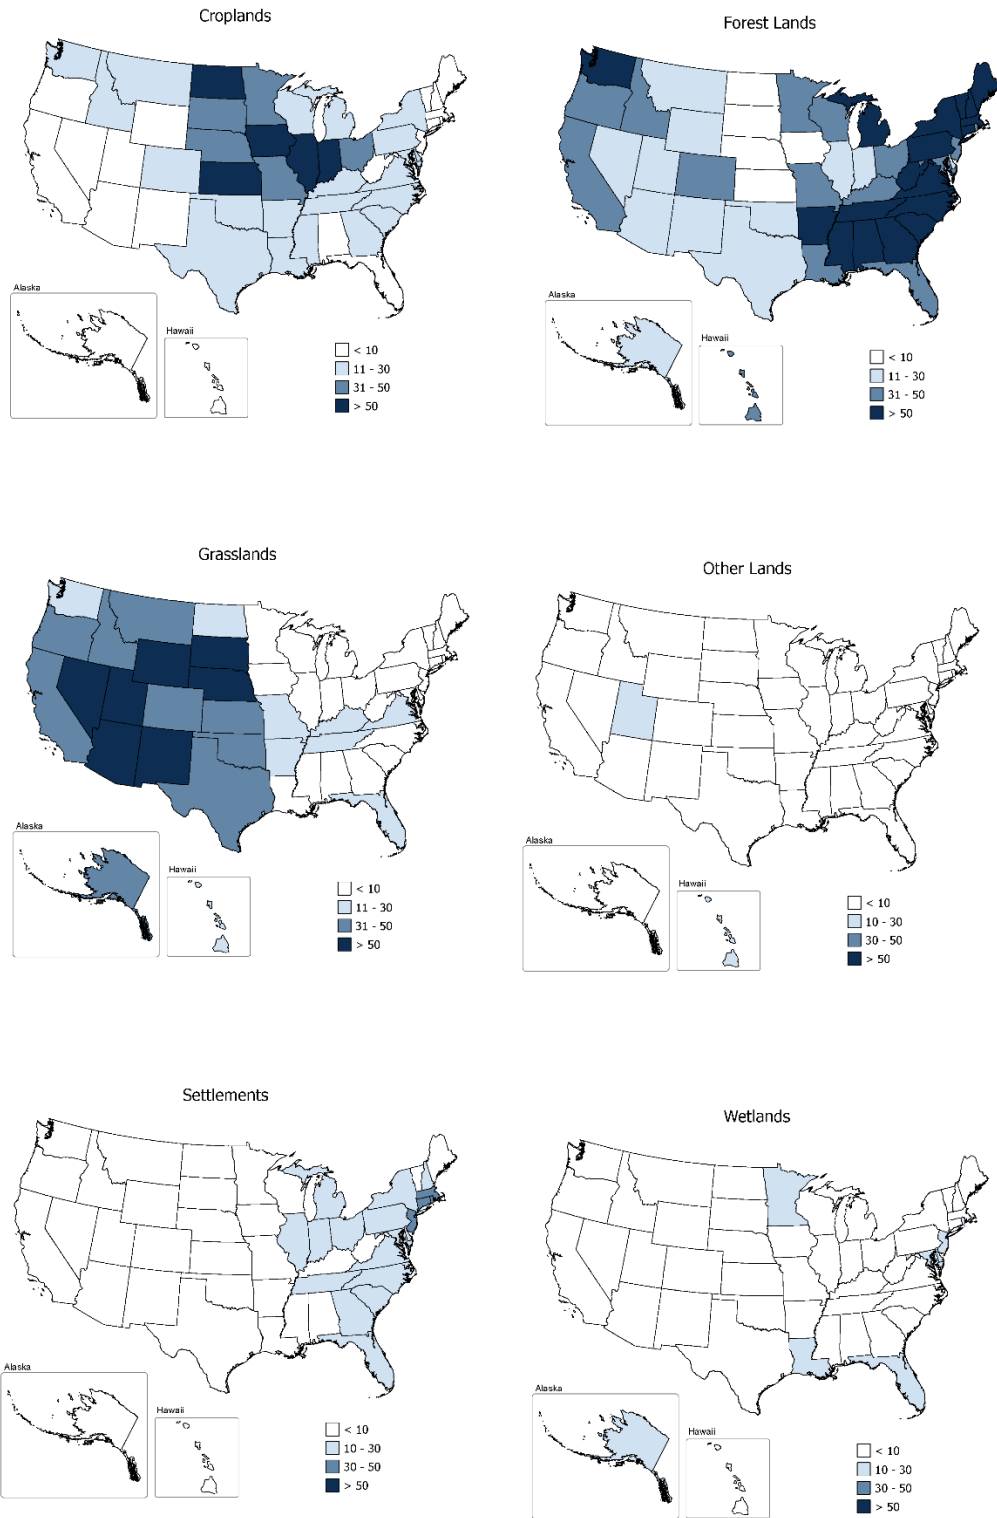 Croplands
Alaska
Hawaii
< 10
11 - 30
31 - 50
> 50
Forest Lands
Alaska
Hawaii
< 10
11 - 30
31 - 50
> 50
Grasslands
Alaska
Hawaii
< 10
11 - 30
31 - 50
> 50
Other Lands
Alaska
Hawaii
< 10
10 - 30
30 - 50
> 50
Settlements
Alaska
Hawaii
< 10
10 - 30
30 - 50
> 50
Wetlands
Alaska
Hawaii
< 10
10 - 30
30 - 50
> 50